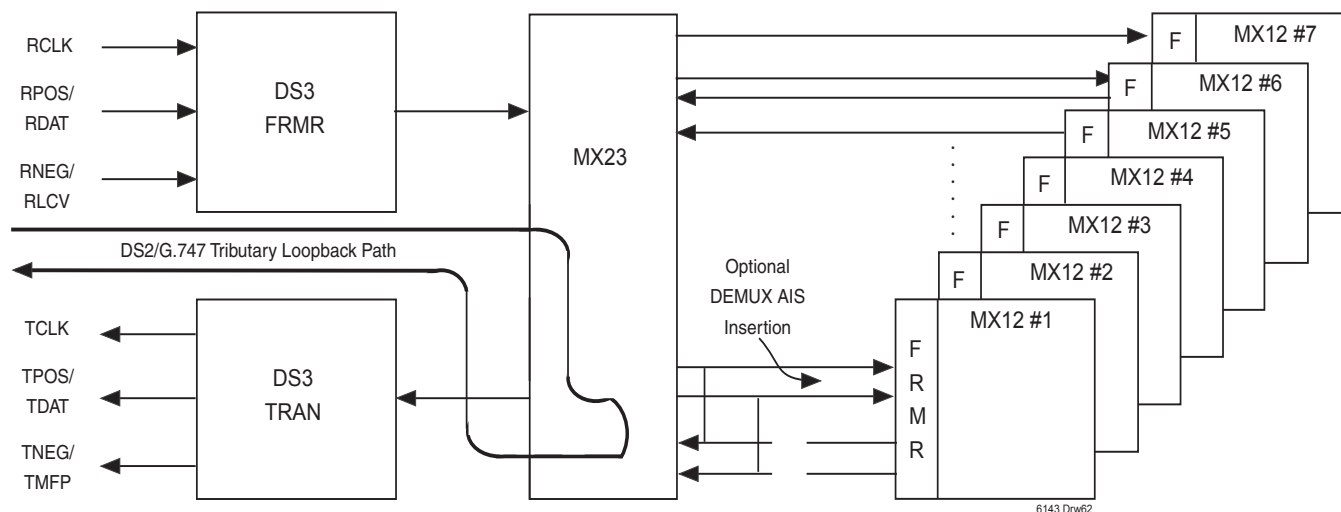 RCLK
RPOS/
RDAT
RNEG/
RLCV
DS3
FRMR
MX23
F
MX12 #7
F
MX12 #6
F
MX12 #5
F
MX12 #4
F
MX12 #3
F
MX12 #2
MX12 #1
F
R
M
R
DS2/G.747 Tributary Loopback Path
Optional
DEMUX AIS
Insertion
TCLK
TPOS/
TDAT
TNEG/
TMFP
DS3
TRAN
6143 Drw62